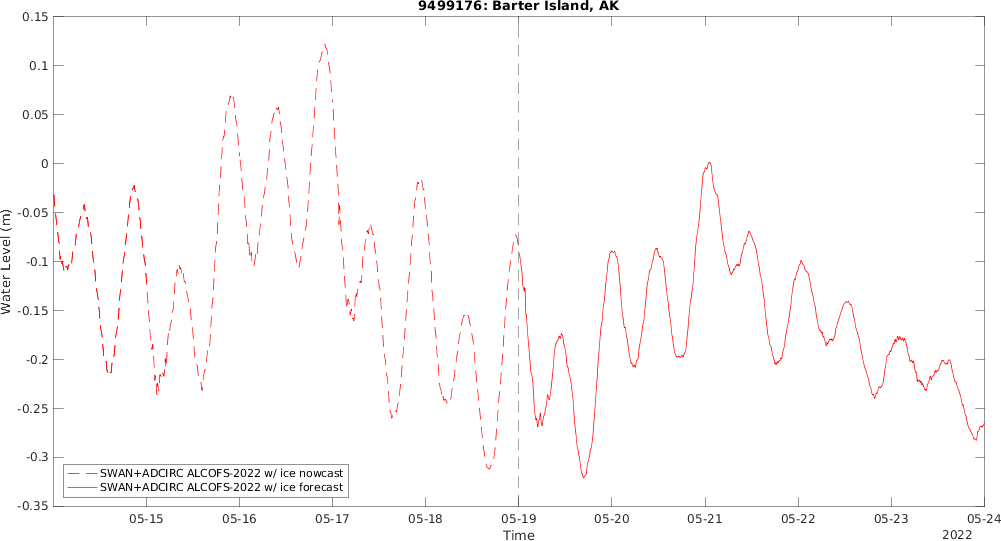 9499176: Barter Island, AK
0.15
0.1
0.05
0
-0.05
-0.1
-0.15
-0.2
-0.25
-0.3
-0.35
Water Level (m)
SWAN+ADCIRC ALCOFS-2022 w/ ice nowcast
SWAN+ADCIRC ALCOFS-2022 w/ ice forecast
05-15 05-16 05-17 05-18 05-19 05-20 05-21 05-22 05-23 05-24
Time
2022